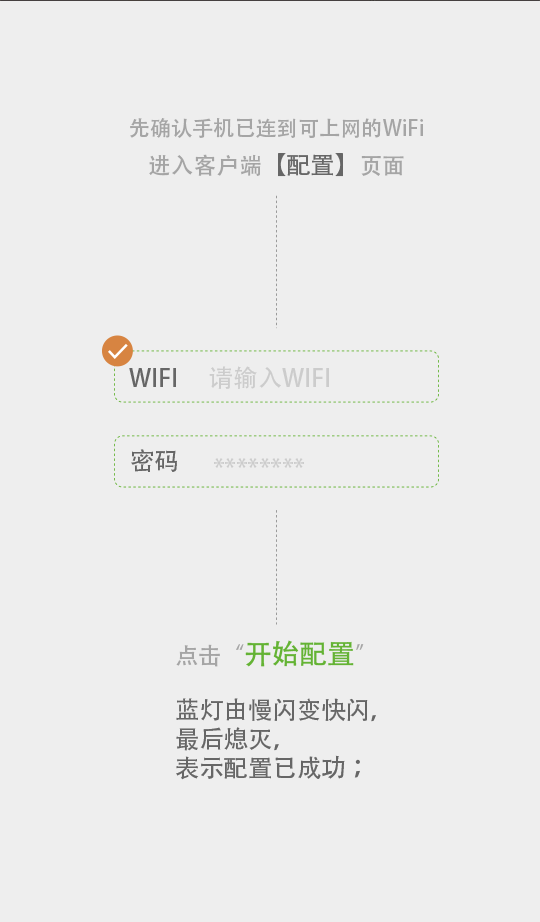 先确认手机已连到可上网的WiFi
进入客户端【配置】页面
WIFI 请输入WIFI
密码 ********
点击“开始配置”
蓝灯由慢闪变快闪,
最后熄灭,
表示配置已成功；